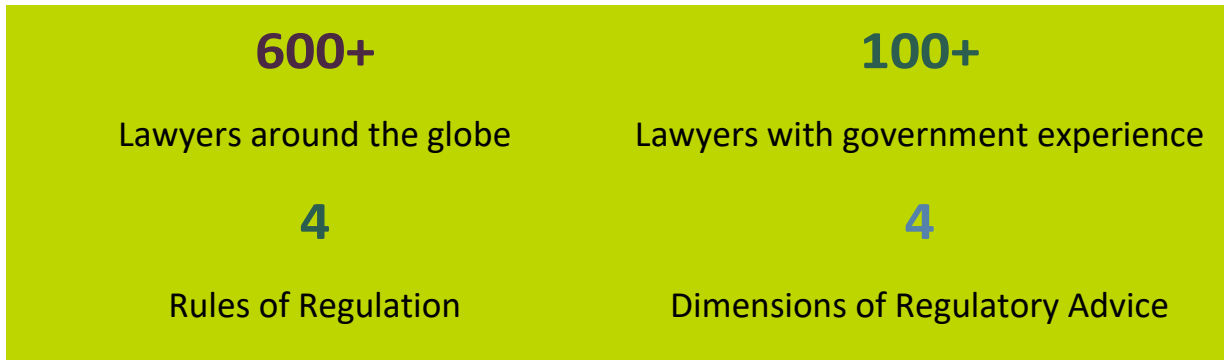 600+
Lawyers around the globe
100+
Lawyers with government experience
4
Rules of Regulation
4
Dimensions of Regulatory Advice